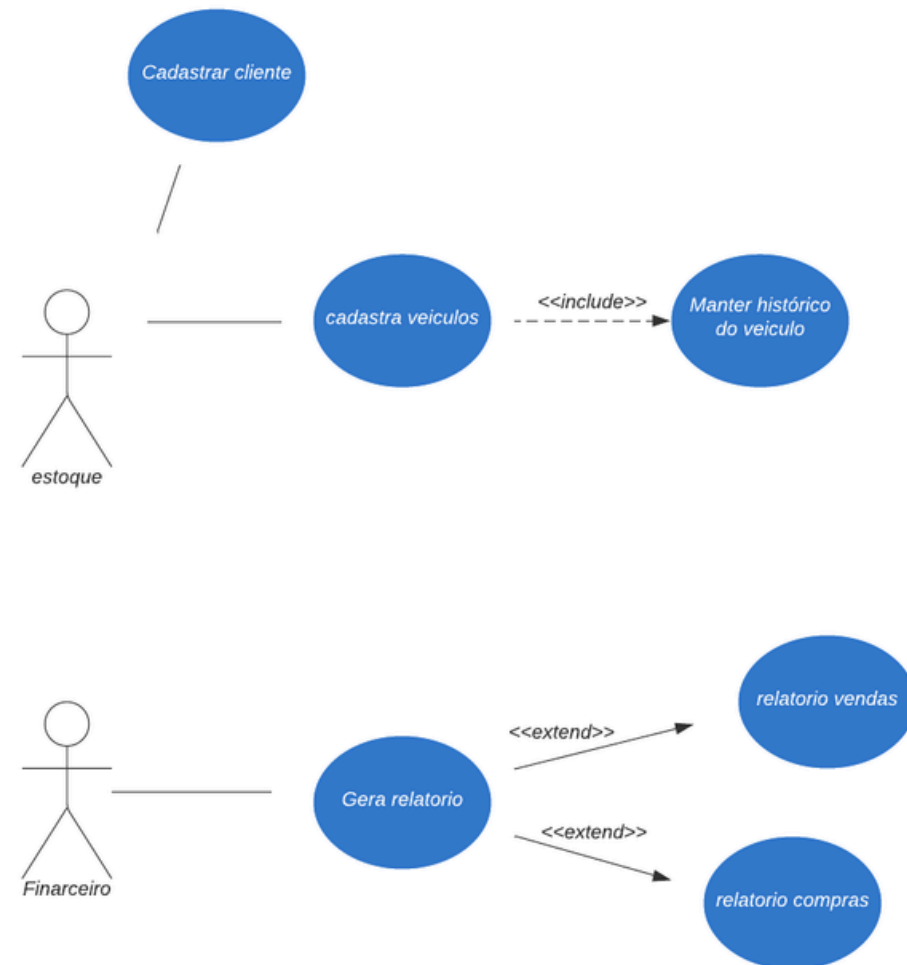 Cadastrar cliente
cadastra veiculos
<<include>>
Manter histórico
do veiculo
estoque
relatorio vendas
<<extend>>
Gera relatorio
<<extend>>
Finarceiro
relatorio compras